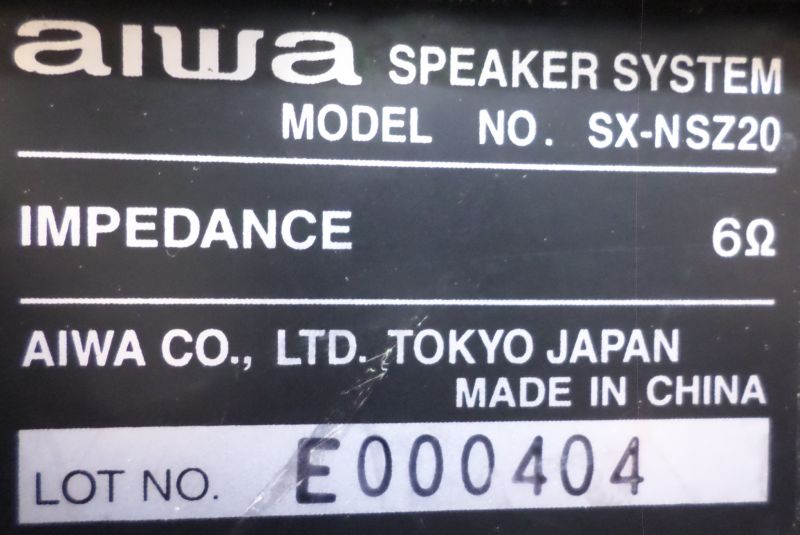 aiwa SPEAKER SYSTEM
MODEL NO. SX-NSZ20
IMPEDANCE 6Ω
AIWA CO., LTD. TOKYO JAPAN
MADE IN CHINA
LOT NO. E000404